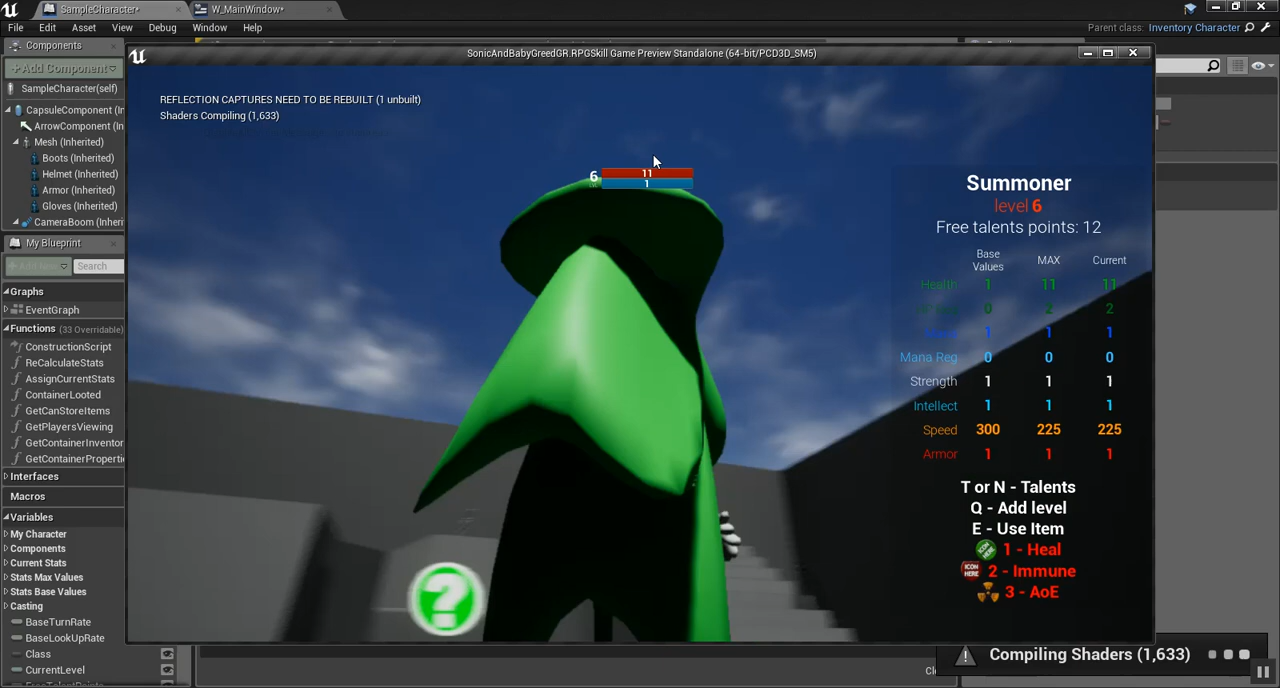 SampleCharacter*
W_MainWindow*
File Edit Asset View Debug Window Help
Parent class: Inventory Character
Components
+Add Component
SampleCharacter(self)
CapsuleComponent (In
ArrowComponent (In
Mesh (Inherited)
Boots (Inherited)
Helmet (Inherited)
Armor (Inherited)
Gloves (Inherited)
CameraBoom (Inheri
My Blueprint
Search
Graphs
EventGraph
Functions (33 Overridable)
ConstructionScript
ReCalculateStats
AssignCurrentStats
ContainerLooted
GetCanStoreItems
GetPlayersViewing
GetContainerInventor
GetContainerProperti
Interfaces
Macros
Variables
My Character
Components
Current Stats
Stats Max Values
Stats Base Values
Casting
BaseTurnRate
BaseLookUpRate
Class
CurrentLevel
SonicAndBabyGreedGR.RPGSkill Game Preview Standalone (64-bit/PCD3D_SM5)
REFLECTION CAPTURES NEED TO BE REBUILT (1 unbuilt)
Shaders Compiling (1,633)
6 11
1
?
Summoner
level 6
Free talents points: 12
Base Values MAX Current
Health 1 11 11
0 2 2
1 1 1
Mana Reg 0 0 0
Strength 1 1 1
Intellect 1 1 1
Speed 300 225 225
Armor 1 1 1
T or N - Talents
Q - Add level
E - Use Item
ICON HERE 1 - Heal
ICON HERE 2 - Immune
3 - AoE
Compiling Shaders (1,633)